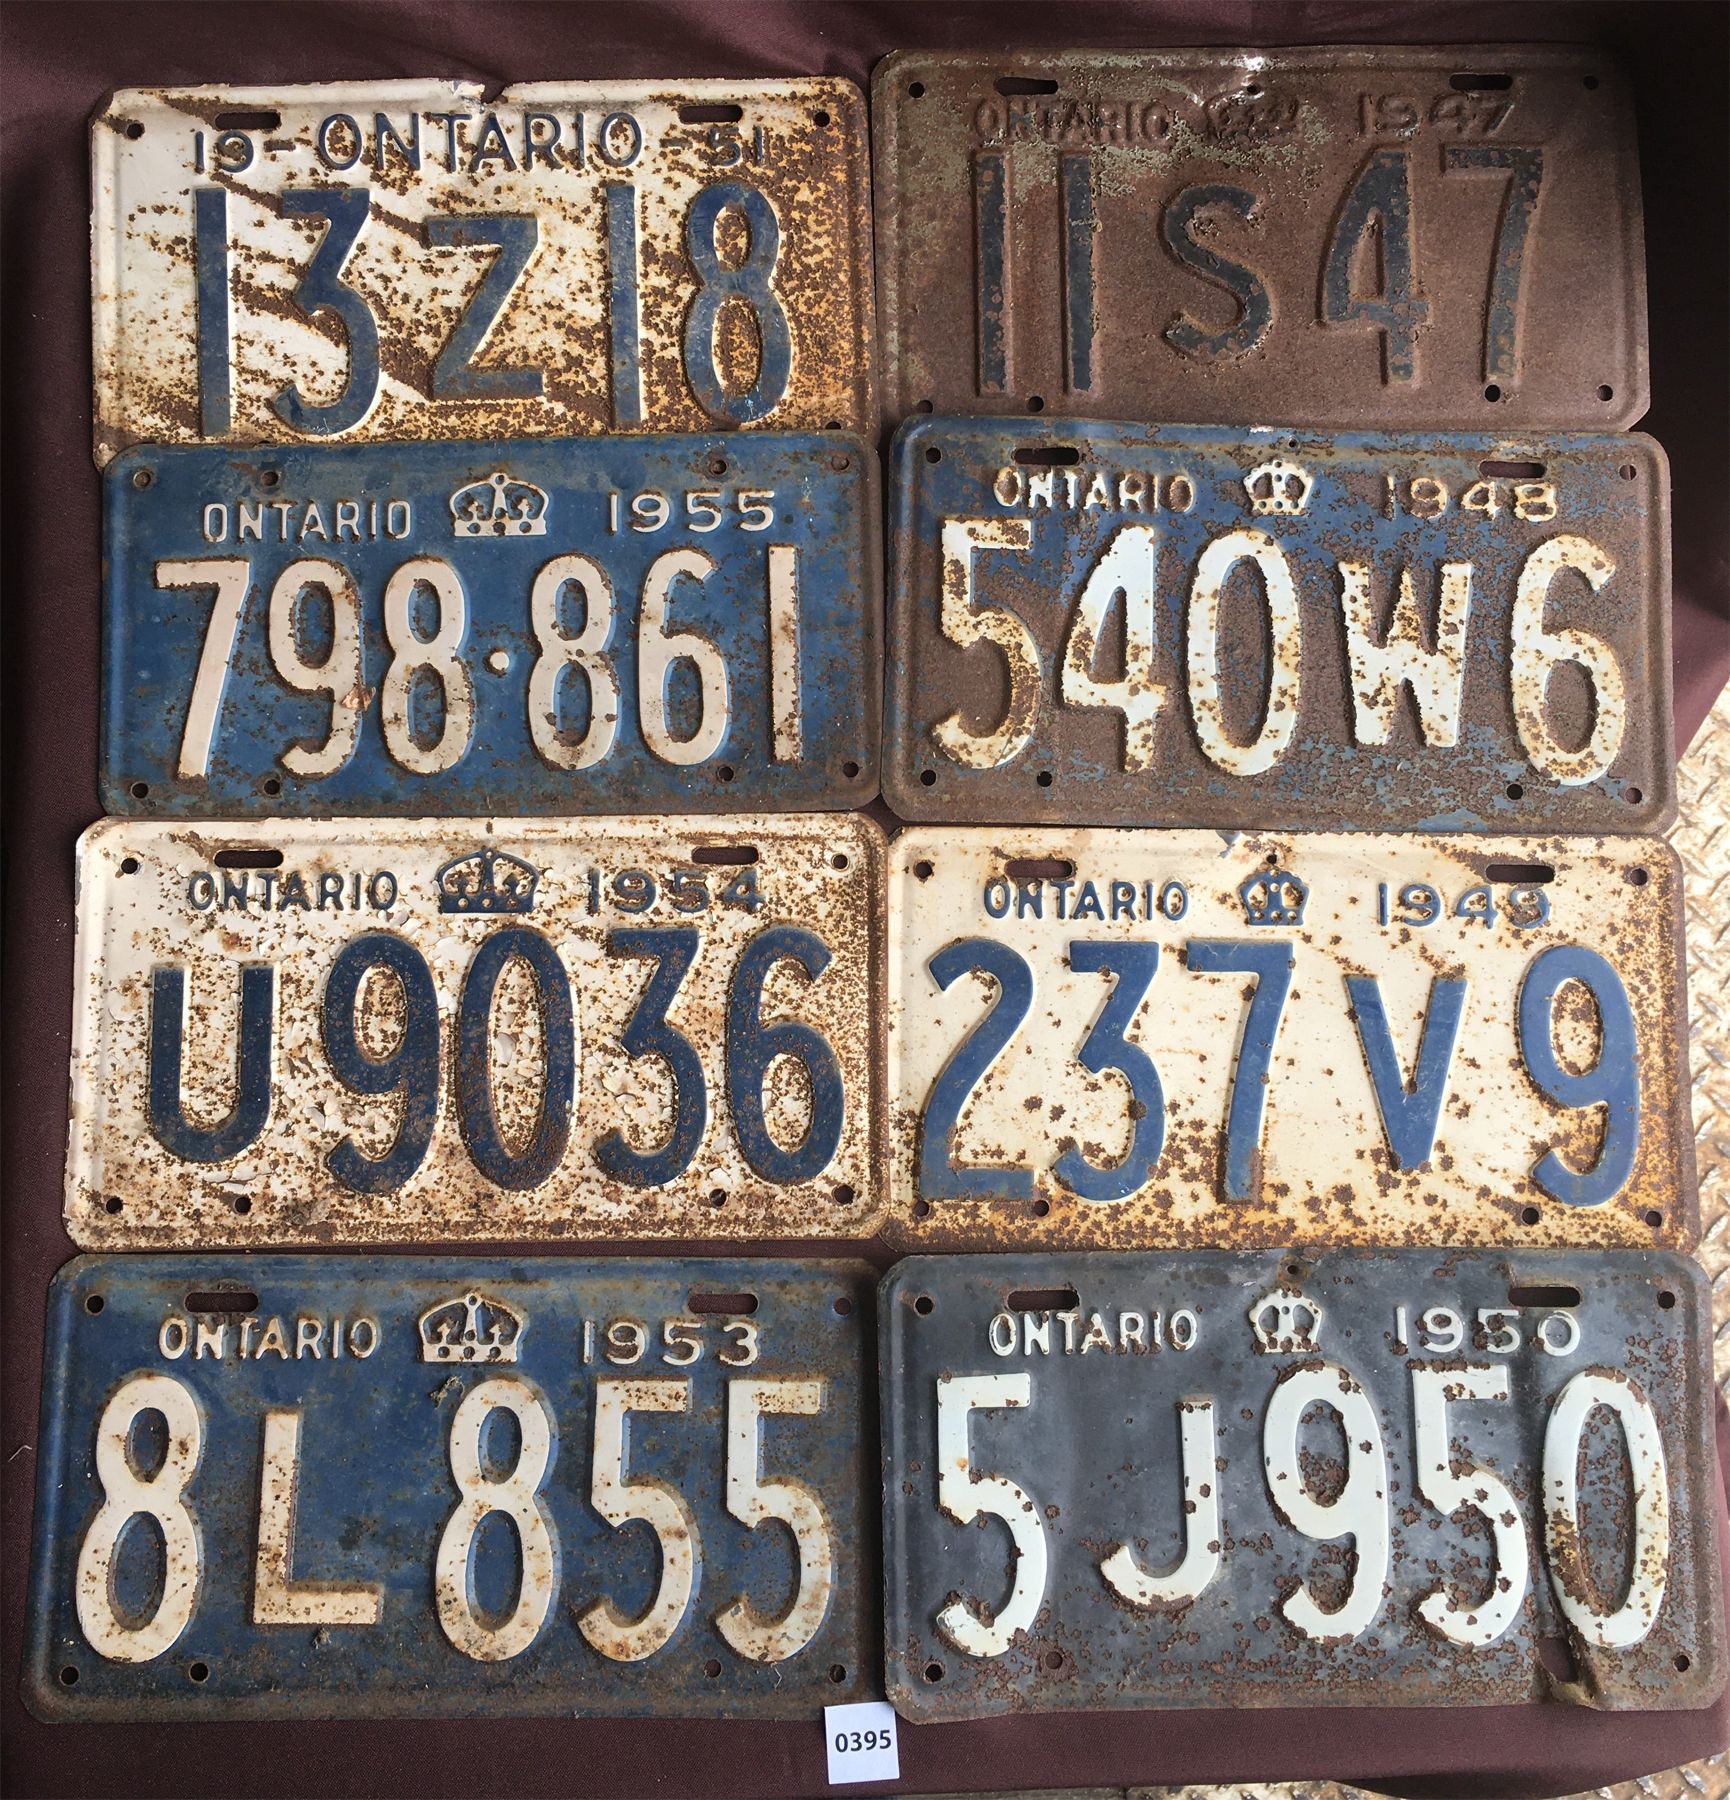 19-ONTARIO-51
13Z18
ONTARIO 1947
11S47
ONTARIO 1955
798·861
ONTARIO 1948
540W6
ONTARIO 1954
U9036
ONTARIO 1949
237V9
ONTARIO 1953
8L855
ONTARIO 1950
5J950
0395